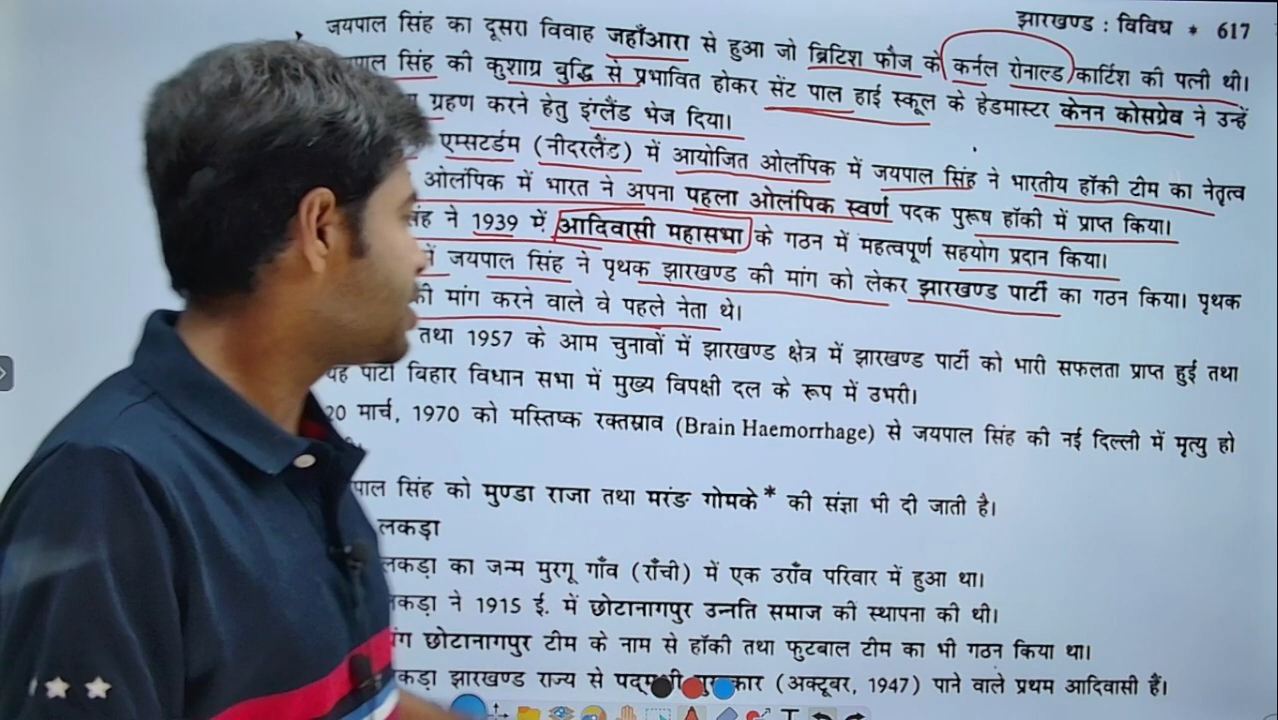 झारखण्ड : विविध * 617
जयपाल सिंह का दूसरा विवाह जहाँआरा से हुआ जो ब्रिटिश फौज के कर्नल रोनाल्ड कार्टिश की पत्नी थी।
सिंह की कुशाग्र बुद्धि से प्रभावित होकर सेंट पाल हाई स्कूल के हेडमास्टर केनन कोसग्रेव ने उन्हें
ग्रहण करने हेतु इंग्लैंड भेज दिया।
एम्सटर्डम (नीदरलैंड) में आयोजित ओलंपिक में जयपाल सिंह ने भारतीय हॉकी टीम का नेतृत्व
ओलंपिक में भारत ने अपना पहला ओलंपिक स्वर्ण पदक पुरूष हॉकी में प्राप्त किया।
ने 1939 में आदिवासी महासभा के गठन में महत्वपूर्ण सहयोग प्रदान किया।
जयपाल सिंह ने पृथक झारखण्ड की मांग को लेकर झारखण्ड पार्टी का गठन किया। पृथक
की मांग करने वाले वे पहले नेता थे।
तथा 1957 के आम चुनावों में झारखण्ड क्षेत्र में झारखण्ड पार्टी को भारी सफलता प्राप्त हुई तथा
यह पार्टी बिहार विधान सभा में मुख्य विपक्षी दल के रूप में उभरी।
20 मार्च, 1970 को मस्तिष्क रक्तस्राव (Brain Haemorrhage) से जयपाल सिंह की नई दिल्ली में मृत्यु हो
सिंह को मुण्डा राजा तथा मरंङ गोमके* की संज्ञा भी दी जाती है।
लकड़ा
लकड़ा का जन्म मुरगू गाँव (राँची) में एक उराँव परिवार में हुआ था।
ने 1915 ई. में छोटानागपुर उन्नति समाज की स्थापना की थी।
छोटानागपुर टीम के नाम से हॉकी तथा फुटबाल टीम का भी गठन किया था।
झारखण्ड राज्य से (अक्टूबर, 1947) पाने वाले प्रथम आदिवासी हैं।